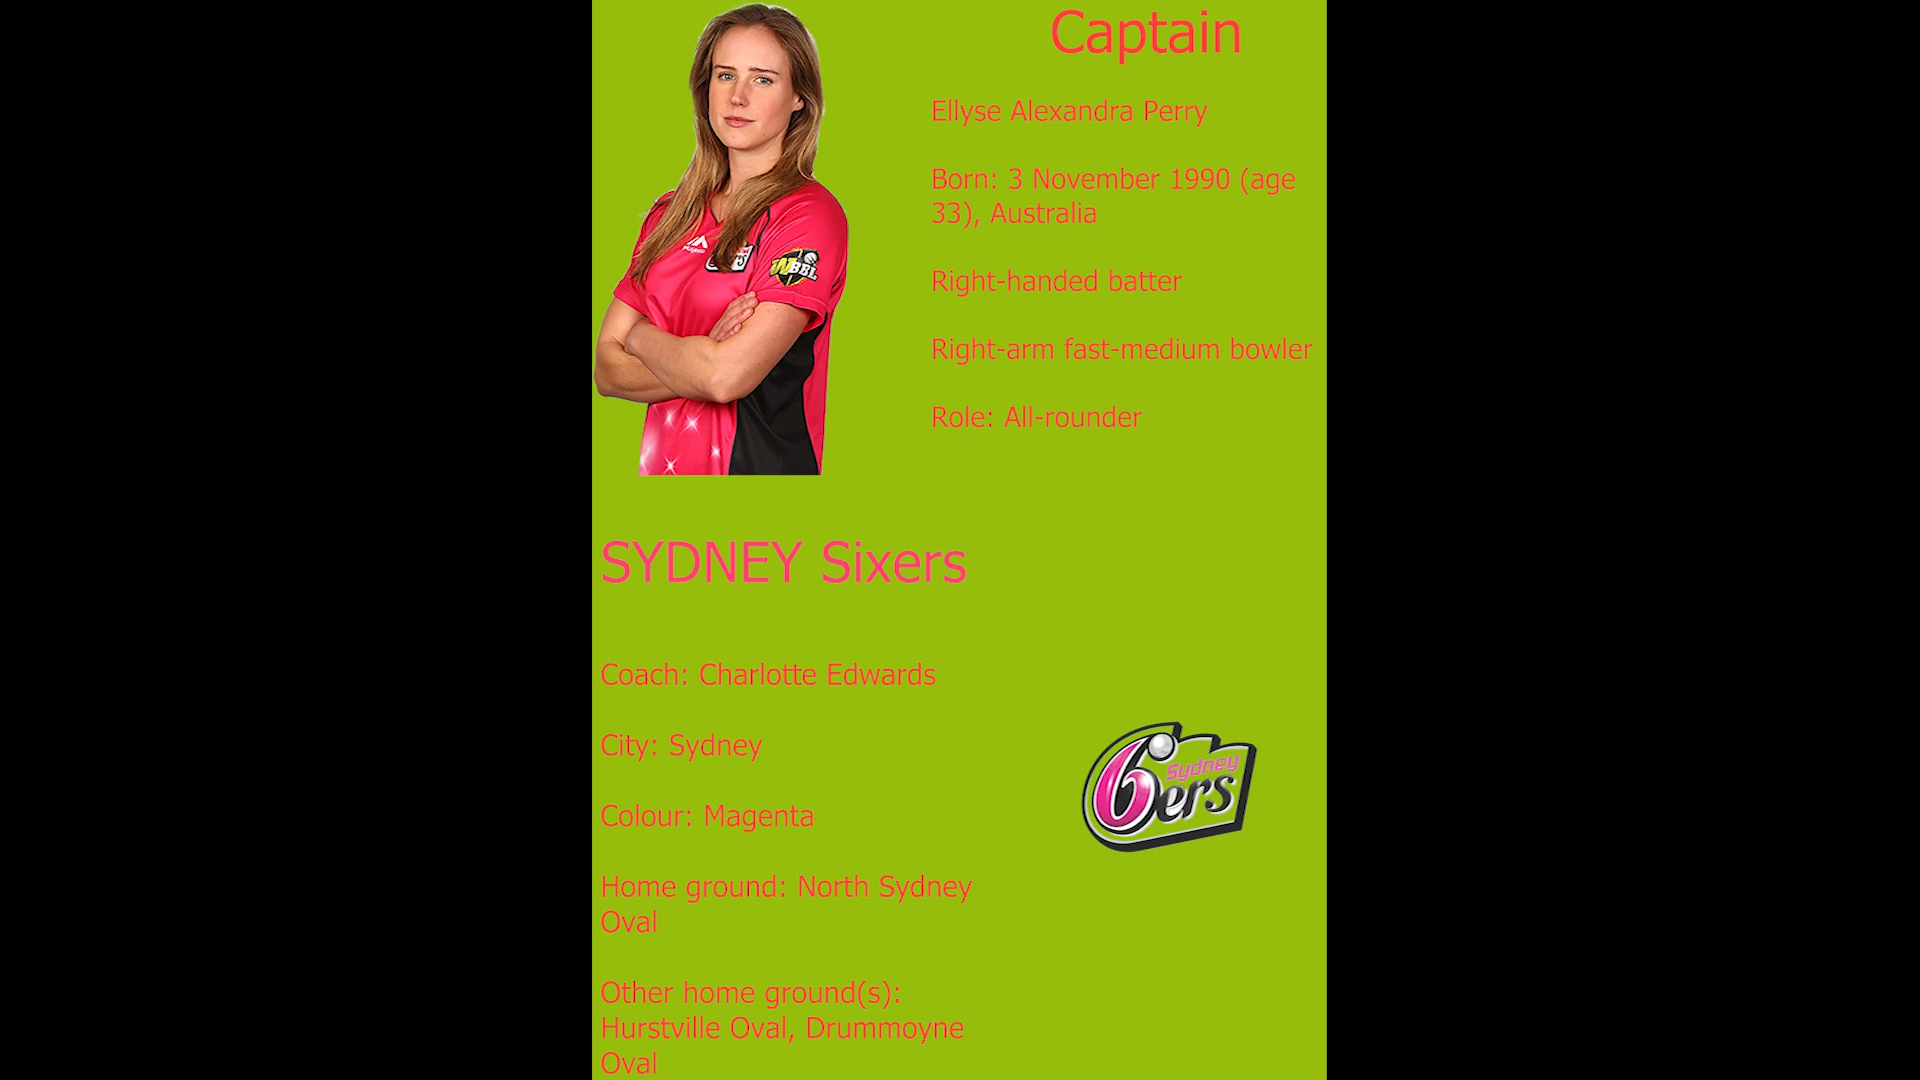 Captain
Ellyse Alexandra Perry
Born: 3 November 1990 (age
33), Australia
Right-handed batter
Right-arm fast-medium bowler
Role: All-rounder
WBBL
SYDNEY Sixers
Coach: Charlotte Edwards
City: Sydney
Colour: Magenta
Home ground: North Sydney
Oval
Other home ground(s):
Hurstville Oval, Drummoyne
Oval
Sydney
6ers